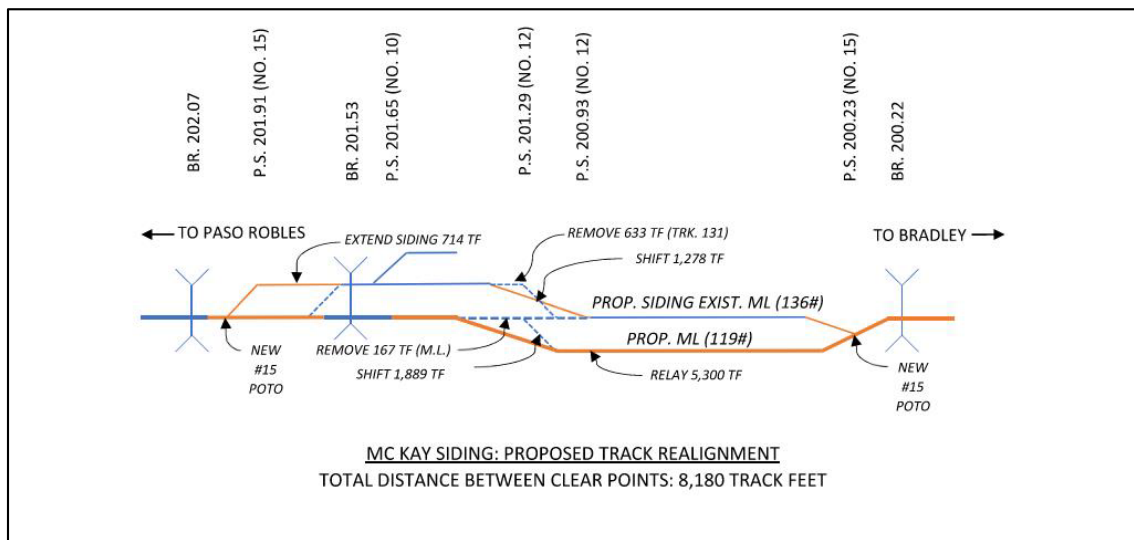 BR. 202.07
P.S. 201.91 (NO. 15)
BR. 201.53
P.S. 201.65 (NO. 10)
P.S. 201.29 (NO. 12)
P.S. 200.93 (NO. 12)
P.S. 200.23 (NO. 15)
BR. 200.22
TO PASO ROBLES
EXTEND SIDING 714 TF
REMOVE 633 TF (TRK. 131)
SHIFT 1,278 TF
TO BRADLEY
PROP. SIDING EXIST. ML (136#)
PROP. ML (119#)
NEW
#15
POTO
REMOVE 167 TF (M.L.)
SHIFT 1,889 TF
RELAY 5,300 TF
NEW
#15
POTO
MC KAY SIDING: PROPOSED TRACK REALIGNMENT
TOTAL DISTANCE BETWEEN CLEAR POINTS: 8,180 TRACK FEET